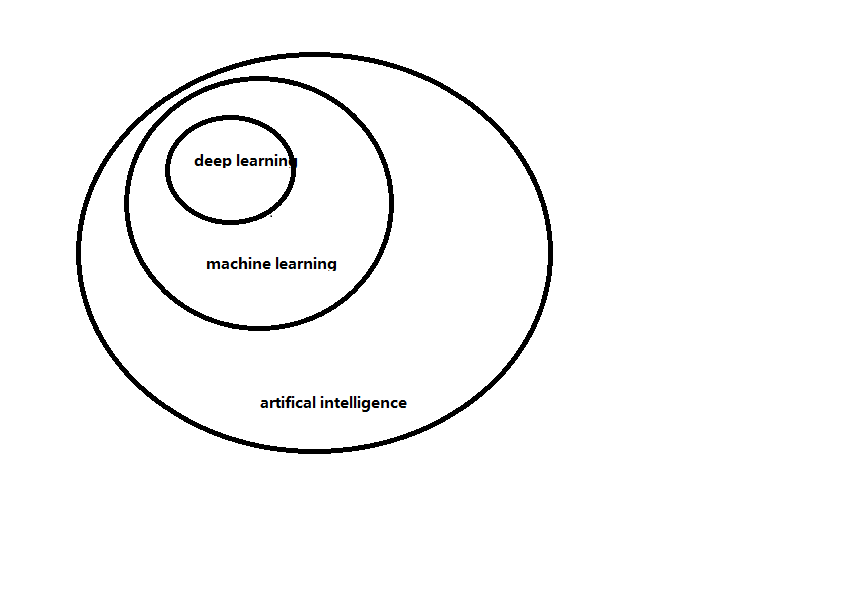 deep learning
machine learning
artifical intelligence